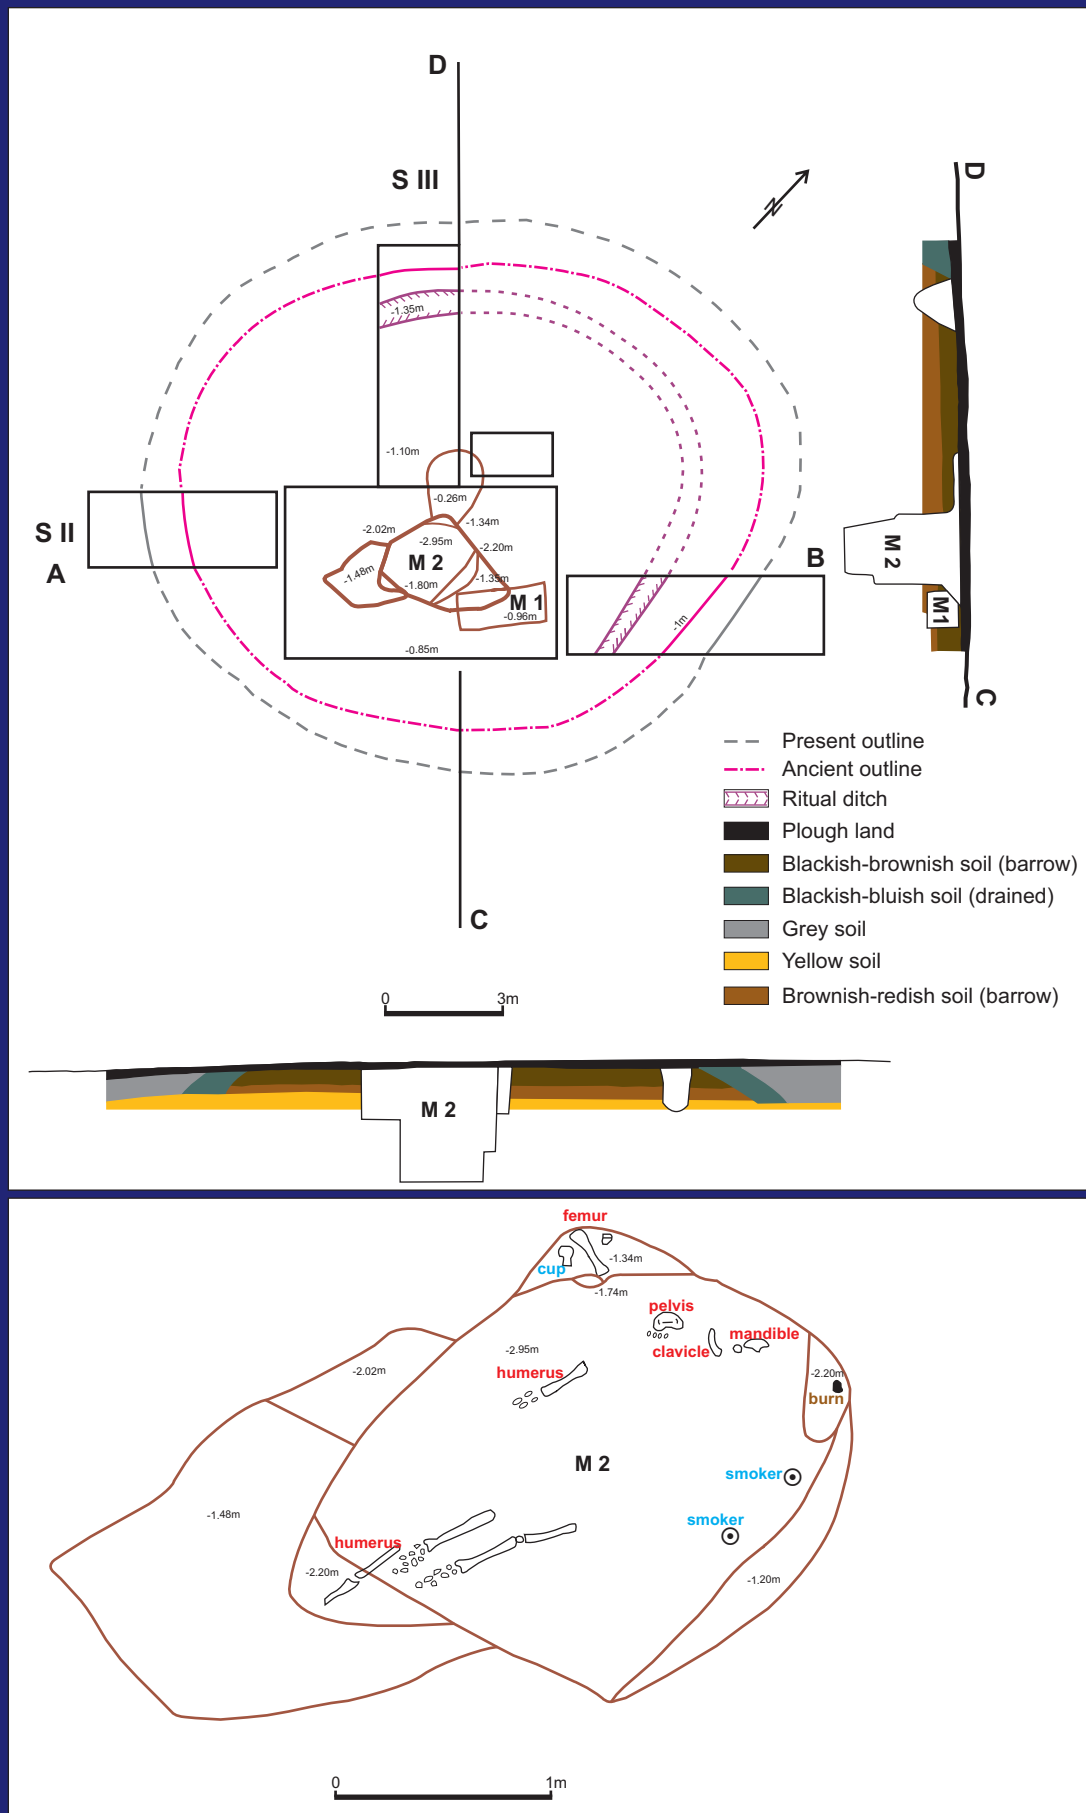 D
S III
N
D
-1.35m
-1.10m
-0.26m
-1.34m
-2.02m
-2.95m
-2.20m
M 2
-1.48m
-1.80m
-1.35m
M 1
-0.96m
-0.85m
S II
A
B
-1m
M 2
M1
C
C
Present outline
Ancient outline
Ritual ditch
Plough land
Blackish-brownish soil (barrow)
Blackish-bluish soil (drained)
Grey soil
Yellow soil
Brownish-redish soil (barrow)
0 3m
M 2
femur
cup
-1.34m
-1.74m
pelvis
clavicle
mandible
-2.95m
-2.02m
humerus
-2.20m
burn
M 2
smoker
smoker
-1.48m
humerus
-2.20m
-1.20m
0 1m